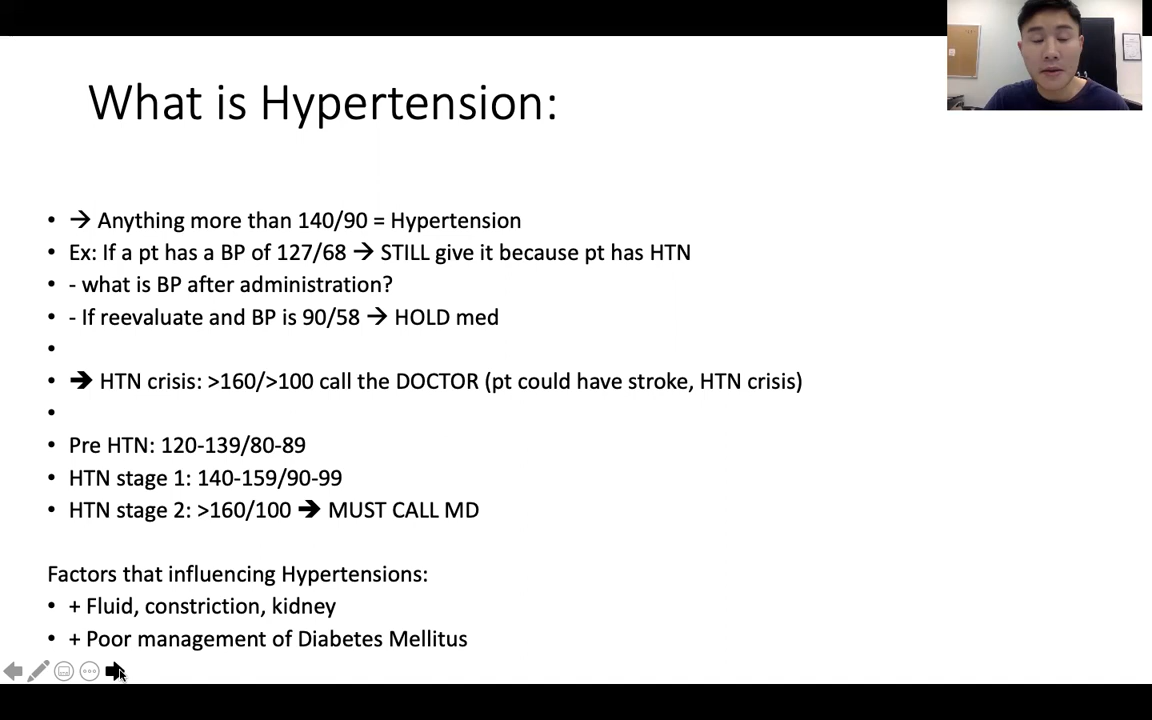 What is Hypertension:
• → Anything more than 140/90 = Hypertension
• Ex: If a pt has a BP of 127/68 → STILL give it because pt has HTN
• - what is BP after administration?
• - If reevaluate and BP is 90/58 → HOLD med
•
• ➔ HTN crisis: >160/>100 call the DOCTOR (pt could have stroke, HTN crisis)
•
• Pre HTN: 120-139/80-89
• HTN stage 1: 140-159/90-99
• HTN stage 2: >160/100 ➔ MUST CALL MD
Factors that influencing Hypertensions:
• + Fluid, constriction, kidney
• + Poor management of Diabetes Mellitus